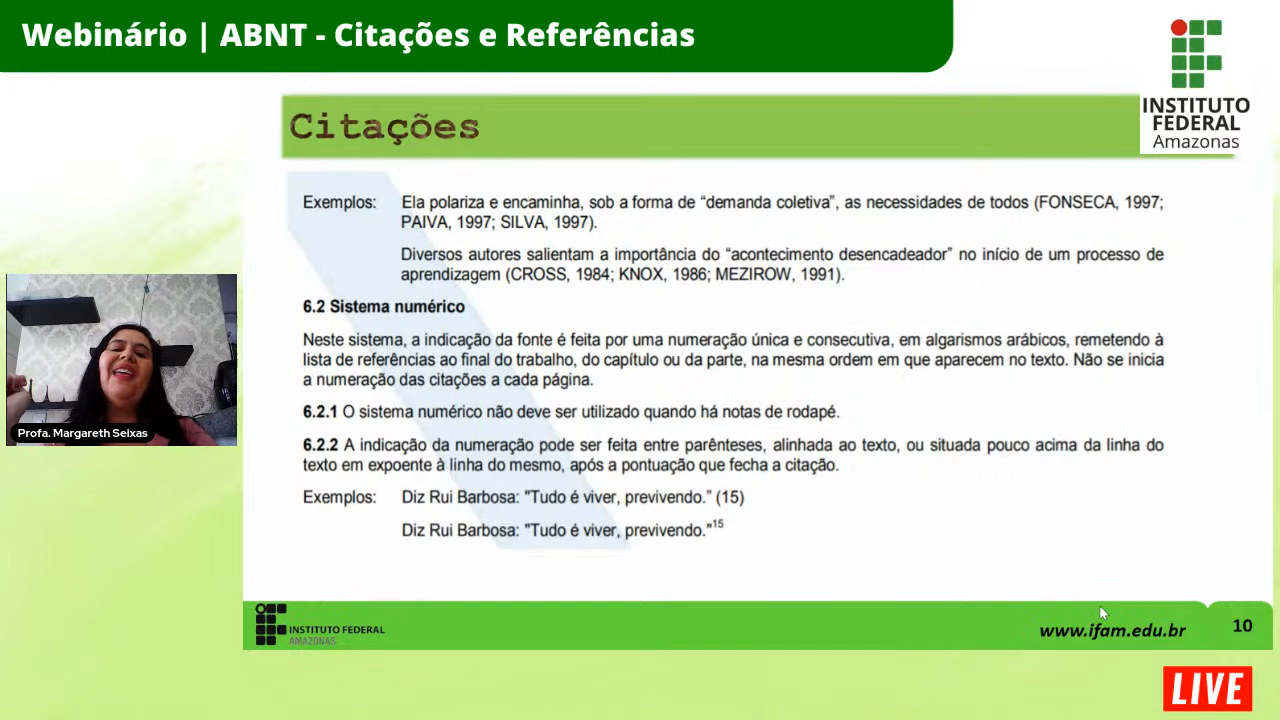 Webinário | ABNT - Citações e Referências
INSTITUTO
FEDERAL
Amazonas
Citações
Exemplos: Ela polariza e encaminha, sob a forma de “demanda coletiva”, as necessidades de todos (FONSECA, 1997;
PAIVA, 1997; SILVA, 1997).
Diversos autores salientam a importância do “acontecimento desencadeador” no início de um processo de
aprendizagem (CROSS, 1984; KNOX, 1986; MEZIROW, 1991).
6.2 Sistema numérico
Neste sistema, a indicação da fonte é feita por uma numeração única e consecutiva, em algarismos arábicos, remetendo à
lista de referências ao final do trabalho, do capítulo ou da parte, na mesma ordem em que aparecem no texto. Não se inicia
a numeração das citações a cada página.
6.2.1 O sistema numérico não deve ser utilizado quando há notas de rodapé.
6.2.2 A indicação da numeração pode ser feita entre parênteses, alinhada ao texto, ou situada pouco acima da linha do
texto em expoente à linha do mesmo, após a pontuação que fecha a citação.
Exemplos: Diz Rui Barbosa: "Tudo é viver, previvendo.” (15)
Diz Rui Barbosa: "Tudo é viver, previvendo."15
Profa. Margareth Seixas
INSTITUTO FEDERAL
AMAZONAS
www.ifam.edu.br
10
LIVE